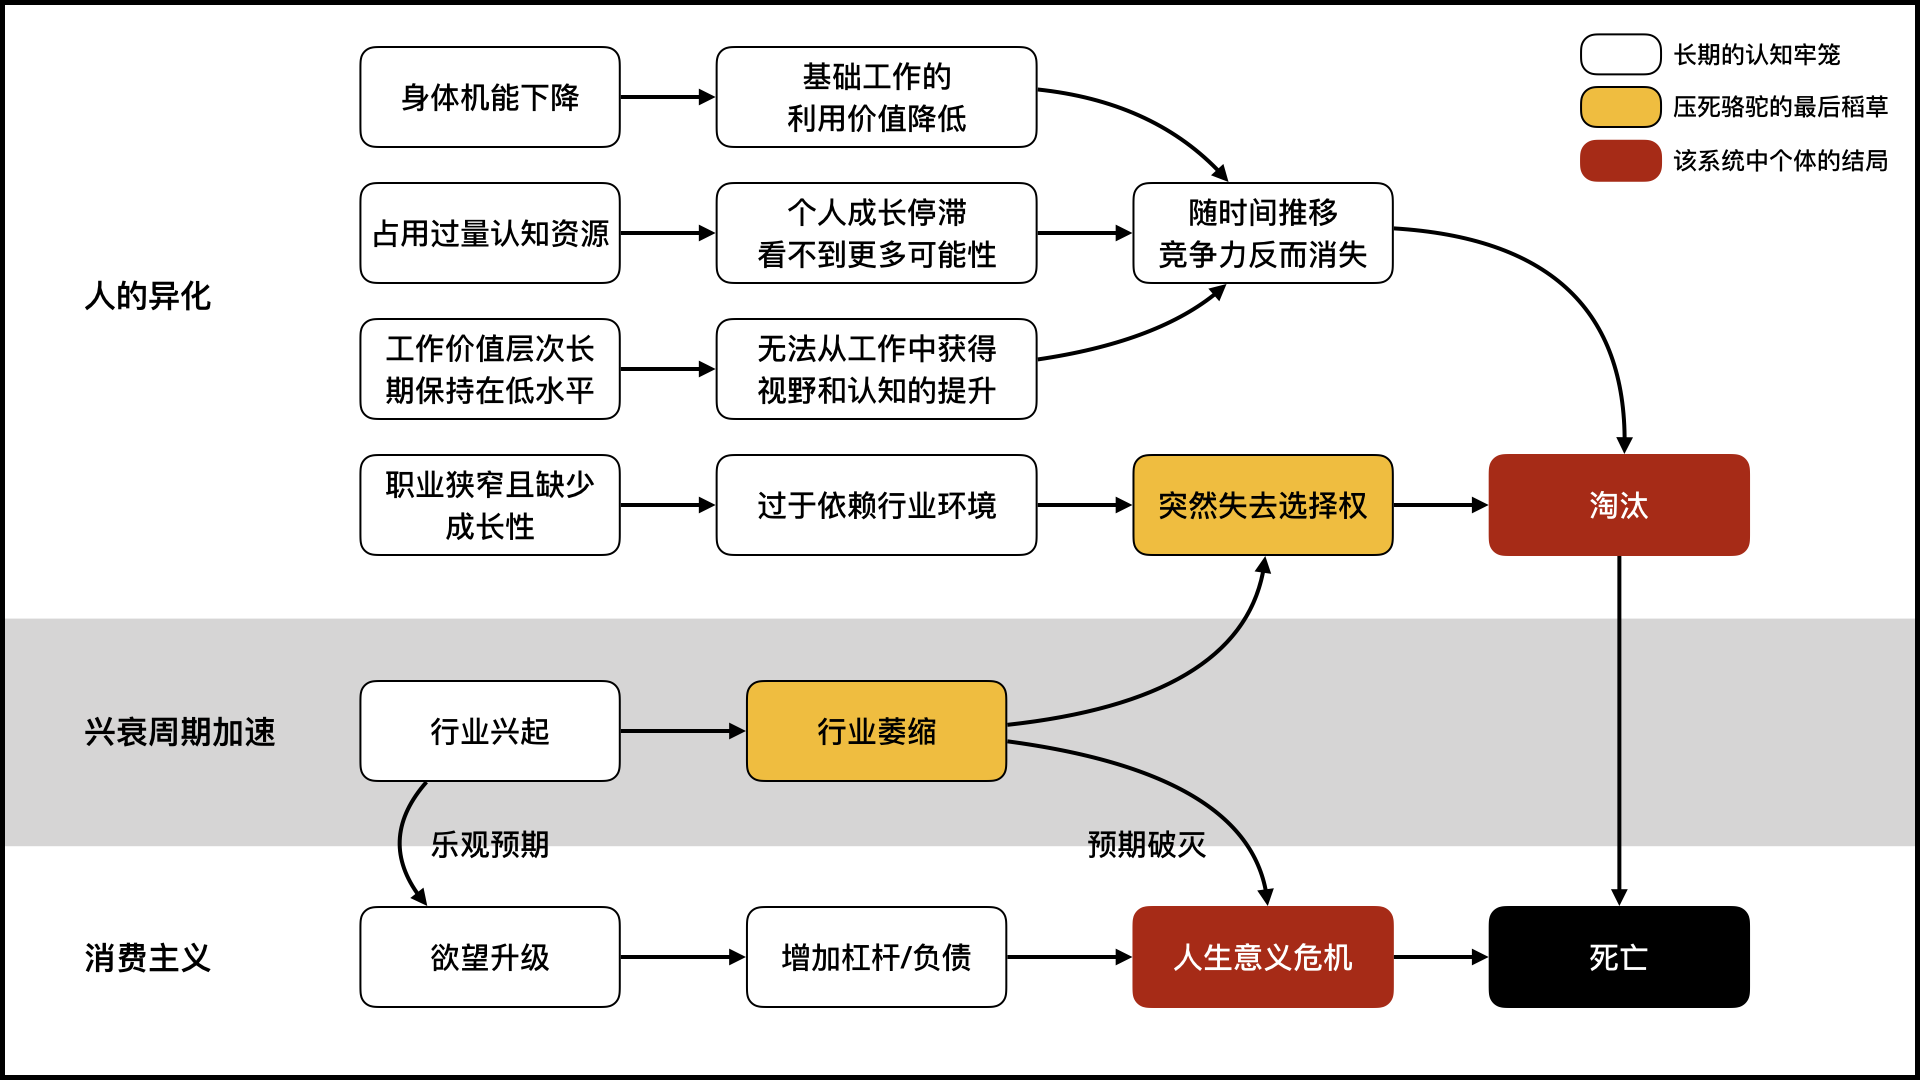 长期的认知牢笼
压死骆驼的最后稻草
该系统中个体的结局
人的异化
身体机能下降
基础工作的
利用价值降低
占用过量认知资源
个人成长停滞
看不到更多可能性
随时间推移
竞争力反而消失
工作价值层次长
期保持在低水平
无法从工作中获得
视野和认知的提升
职业狭窄且缺少
成长性
过于依赖行业环境
突然失去选择权
淘汰
兴衰周期加速
行业兴起
行业萎缩
乐观预期
预期破灭
消费主义
欲望升级
增加杠杆/负债
人生意义危机
死亡